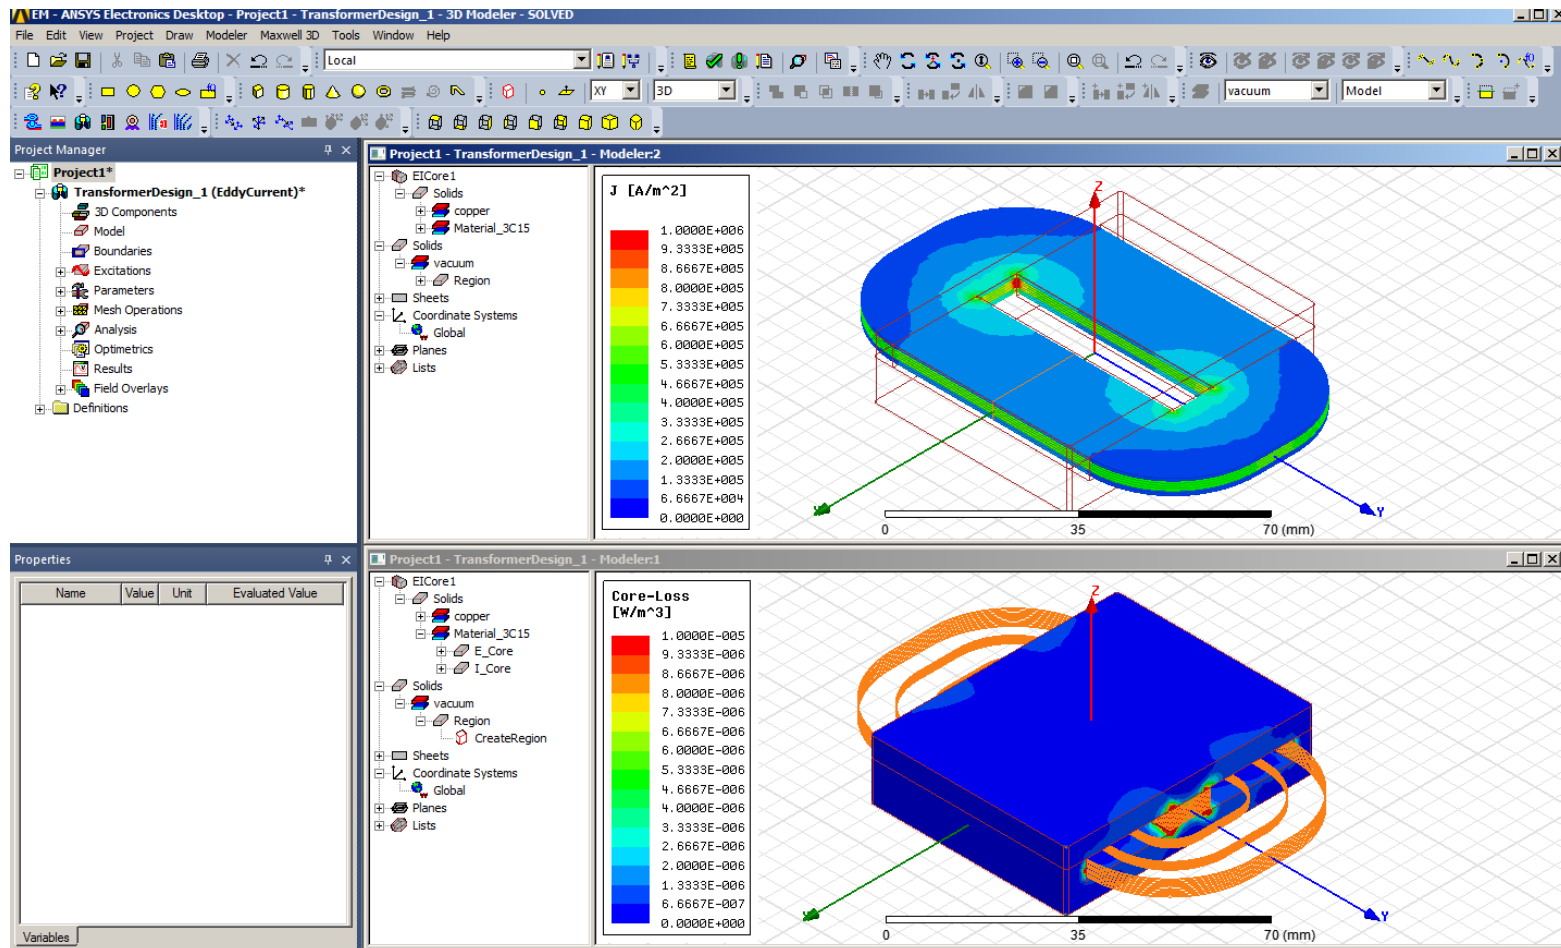 EM - ANSYS Electronics Desktop - Project1 - TransformerDesign_1 - 3D Modeler - SOLVED
File Edit View Project Draw Modeler Maxwell 3D Tools Window Help
Local
XY 3D vacuum Model
Project Manager
Project1*
TransformerDesign_1 (EddyCurrent)*
3D Components
Model
Boundaries
Excitations
Parameters
Mesh Operations
Analysis
Optimetrics
Results
Field Overlays
Definitions
Properties
Name Value Unit Evaluated Value
Variables
Project1 - TransformerDesign_1 - Modeler:2
EICore1
Solids
copper
Material_3C15
Solids
vacuum
Region
Sheets
Coordinate Systems
Global
Planes
Lists
J [A/m^2]
1.0000E+006
9.3333E+005
8.6667E+005
8.0000E+005
7.3333E+005
6.6667E+005
6.0000E+005
5.3333E+005
4.6667E+005
4.0000E+005
3.3333E+005
2.6667E+005
2.0000E+005
1.3333E+005
6.6667E+004
0.0000E+000
Z
Y
0 35 70 (mm)
Project1 - TransformerDesign_1 - Modeler:1
EICore1
Solids
copper
Material_3C15
E_Core
I_Core
Solids
vacuum
Region
CreateRegion
Sheets
Coordinate Systems
Global
Planes
Lists
Core-Loss
[W/m^3]
1.0000E-005
9.3333E-006
8.6667E-006
8.0000E-006
7.3333E-006
6.6667E-006
6.0000E-006
5.3333E-006
4.6667E-006
4.0000E-006
3.3333E-006
2.6667E-006
2.0000E-006
1.3333E-006
6.6667E-007
0.0000E+000
Z
Y
0 35 70 (mm)